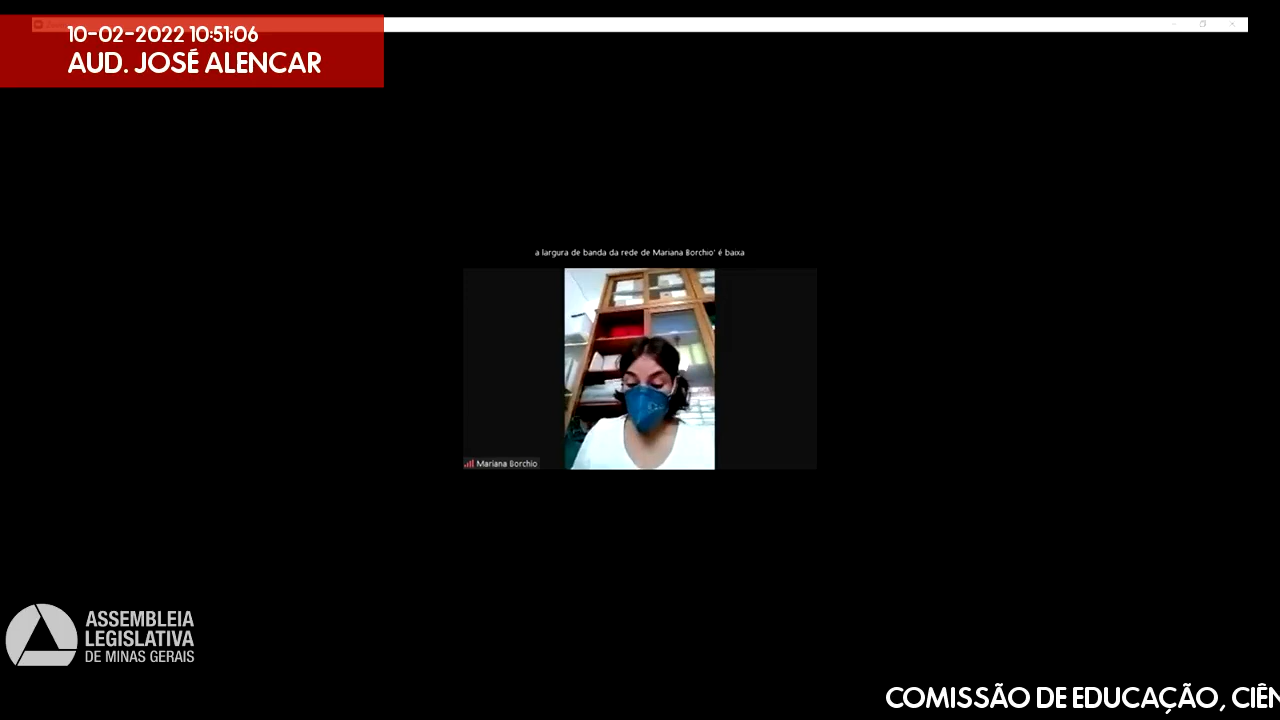 10-02-2022 10:51:06
AUD. JOSÉ ALENCAR
a largura de banda da rede de Mariana Borchio' é baixa
Mariana Borchio
ASSEMBLEIA
LEGISLATIVA
DE MINAS GERAIS
COMISSÃO DE EDUCAÇÃO, CIÊN